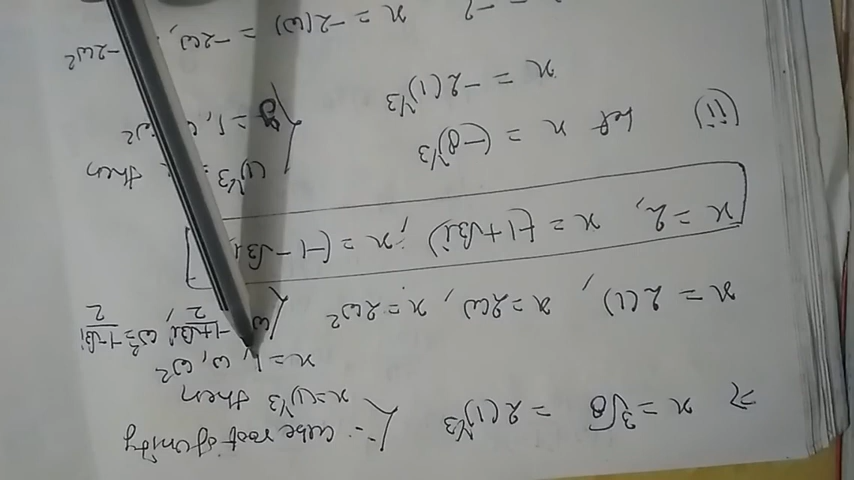 ⇒ x = ∛8 = 2(1)^1/3 {∵ cube root of unity
x = (1)^1/3 then
x = 1, ω, ω²
x = 2(1), x = 2ω, x = 2ω² {ω -1+√3i/2, ω² = -1-√3i/2
x = 2, x = (-1+√3i); x = (-1-√3i
(ii) Let x = (-8)^1/3 (1)^1/3 = then
x = -2(1)^1/3 = 1, ω²
x = -2(ω) = -2ω, -2ω²